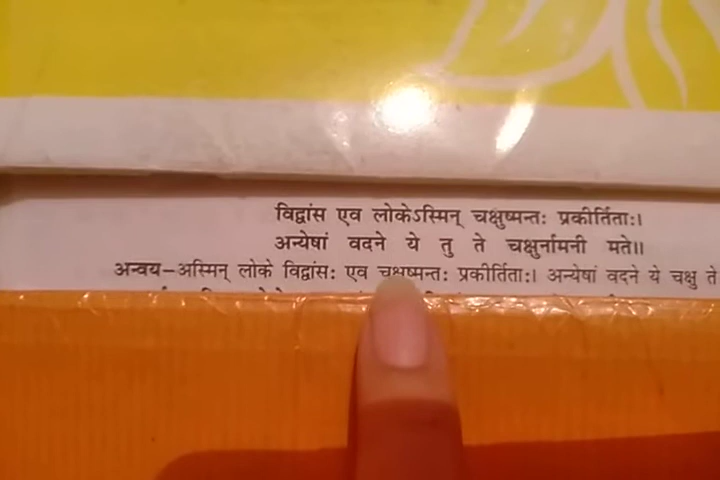 विद्वांस एव लोकेऽस्मिन् चक्षुष्मन्तः प्रकीर्तिताः।
अन्येषां वदने ये तु ते चक्षुर्नामनी मते॥
अन्वय–अस्मिन् लोके विद्वांसः एव चक्षुष्मन्तः प्रकीर्तिताः। अन्येषां वदने ये चक्षु ते